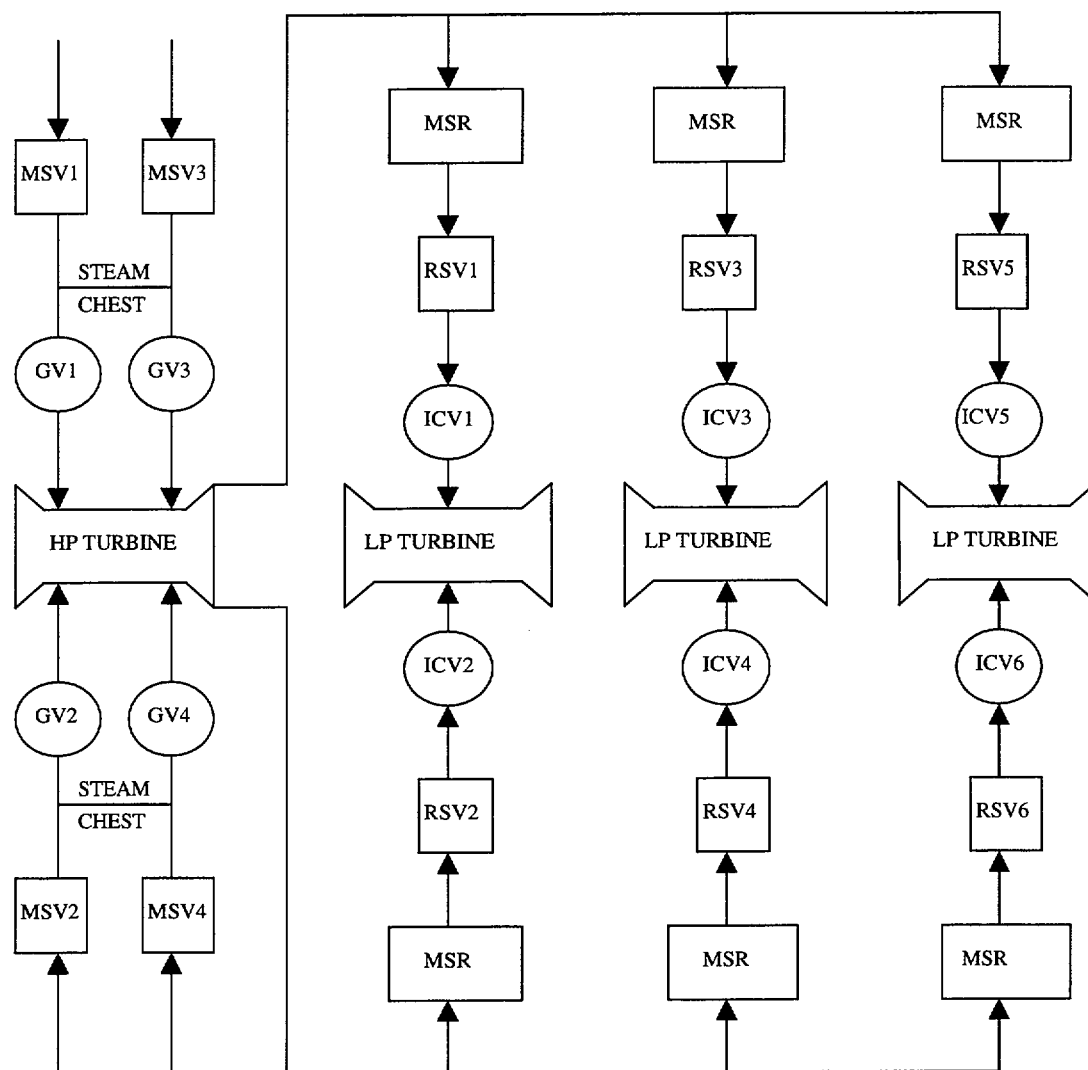 MSR
MSR
MSR
MSV1
MSV3
RSV1
RSV3
RSV5
STEAM
CHEST
GV1
GV3
ICV1
ICV3
ICV5
HP TURBINE
LP TURBINE
LP TURBINE
LP TURBINE
ICV2
ICV4
ICV6
GV2
GV4
STEAM
CHEST
RSV2
RSV4
RSV6
MSV2
MSV4
MSR
MSR
MSR